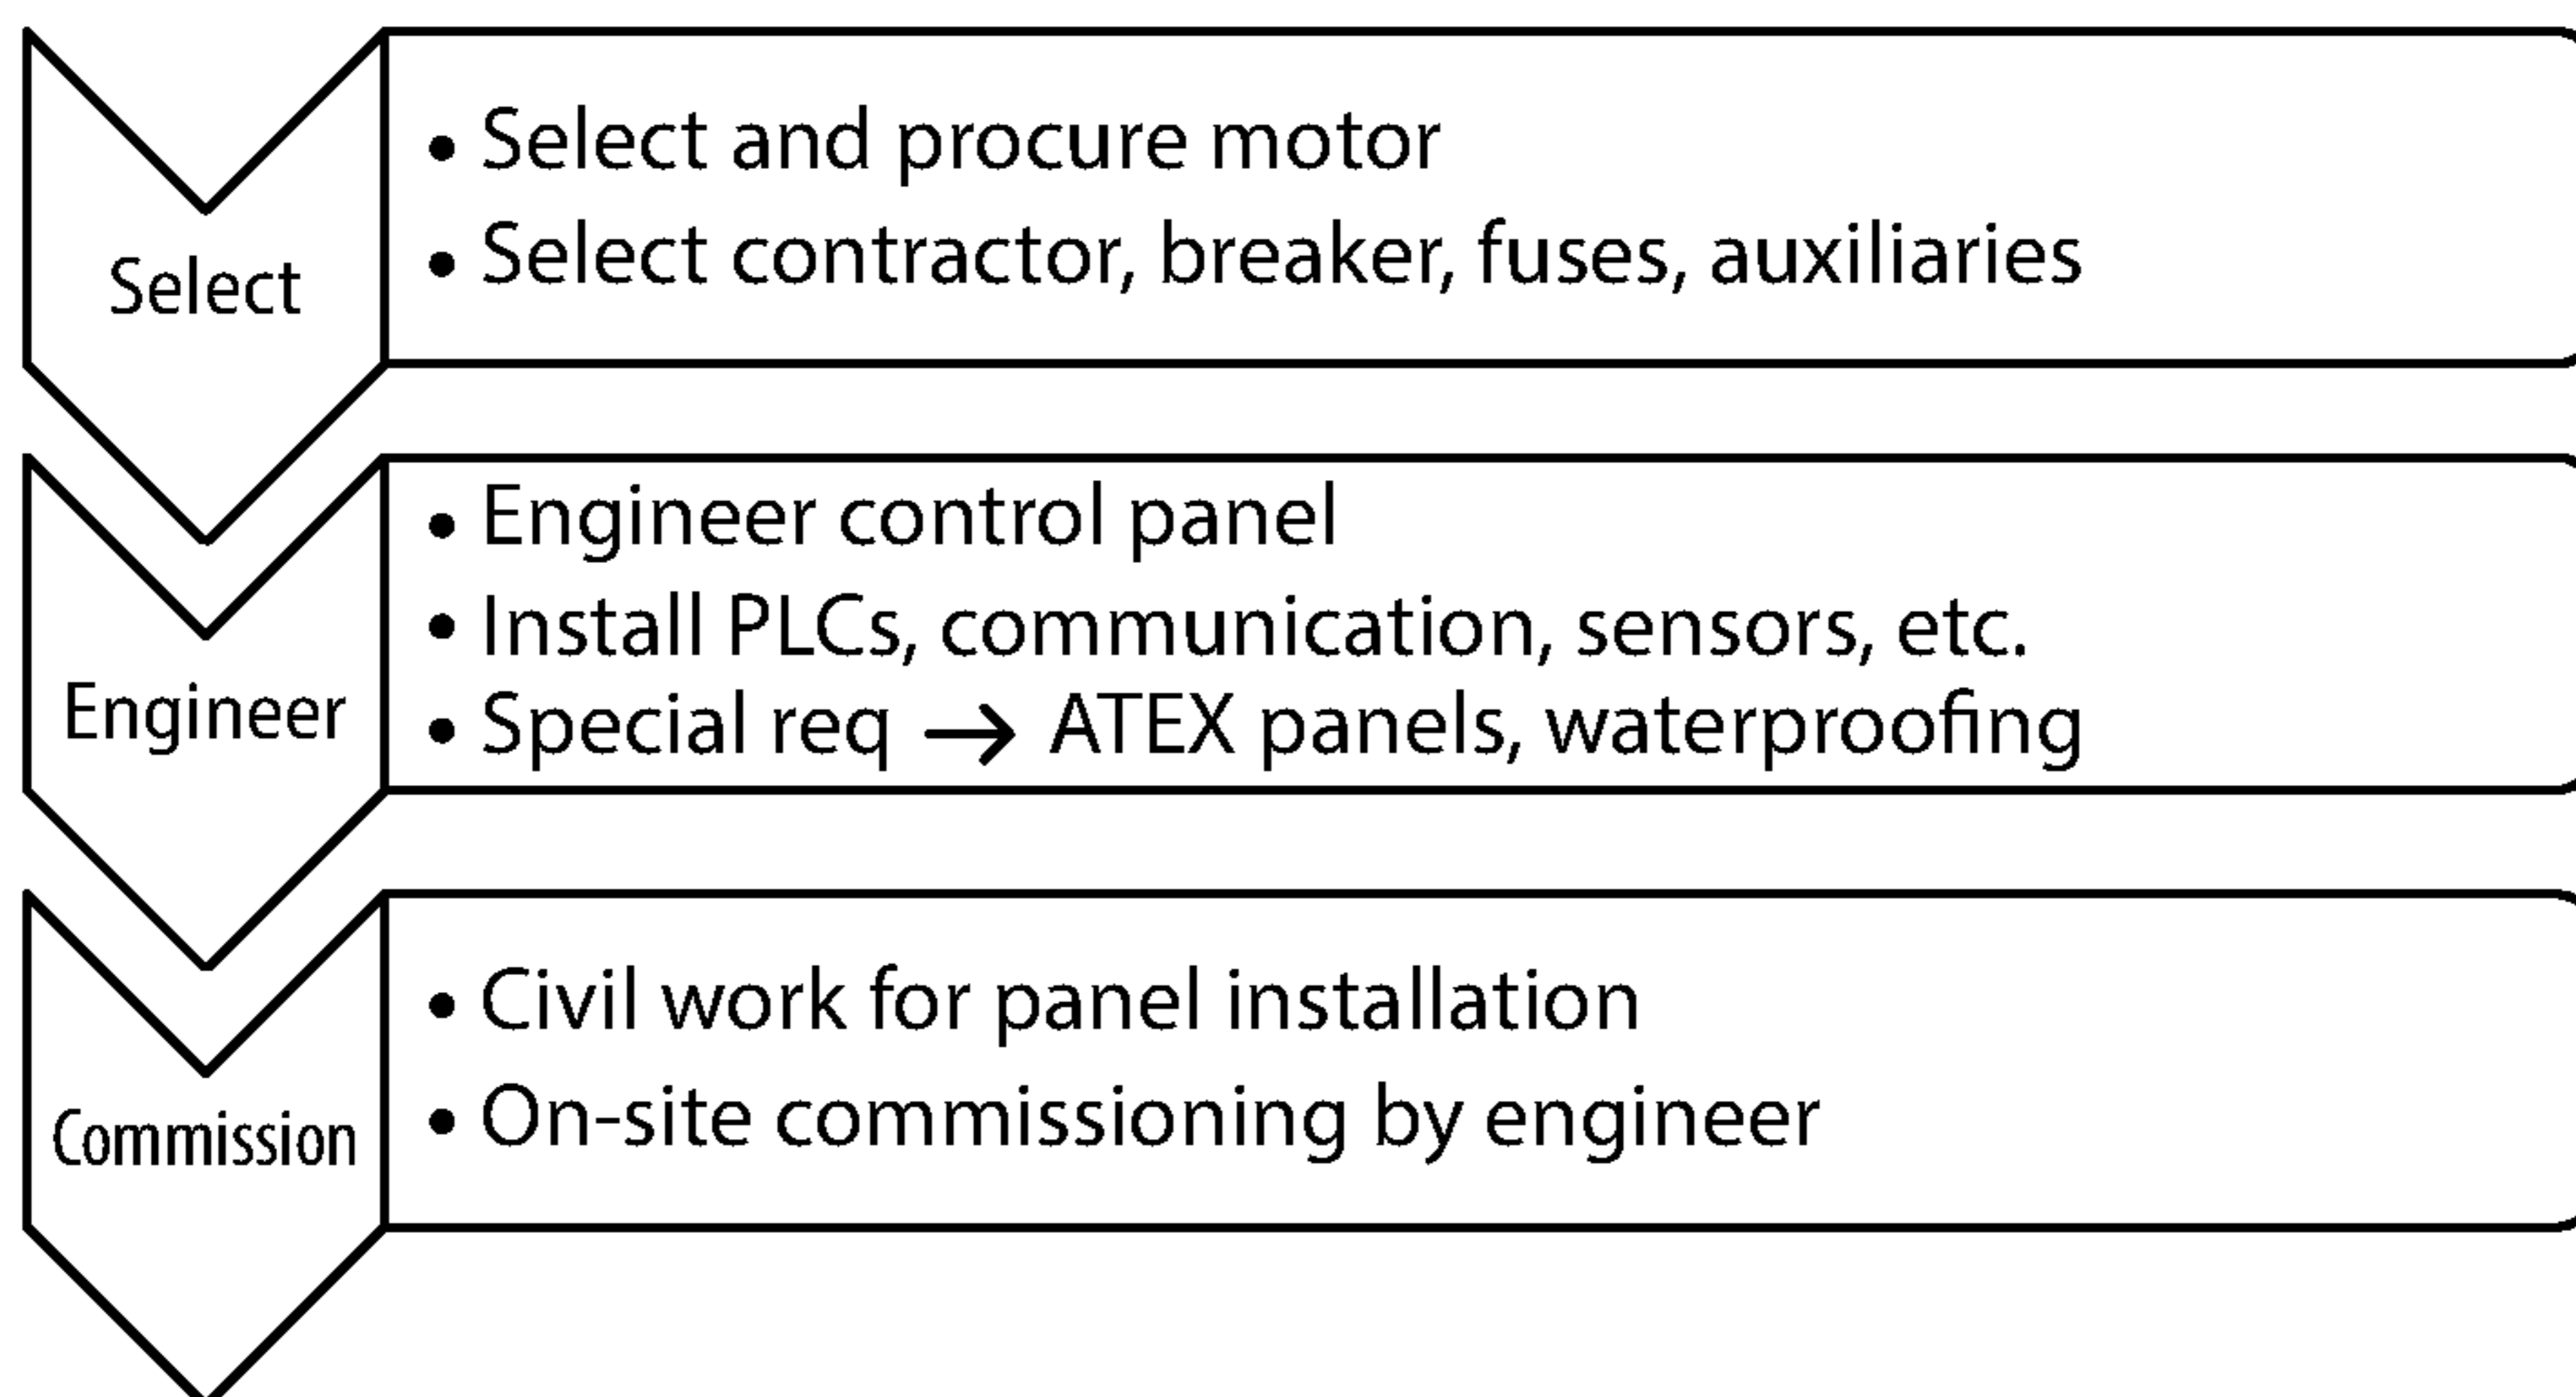 Select
• Select and procure motor
• Select contractor, breaker, fuses, auxiliaries
Engineer
• Engineer control panel
• Install PLCs, communication, sensors, etc.
• Special req → ATEX panels, waterproofing
Commission
• Civil work for panel installation
• On-site commissioning by engineer